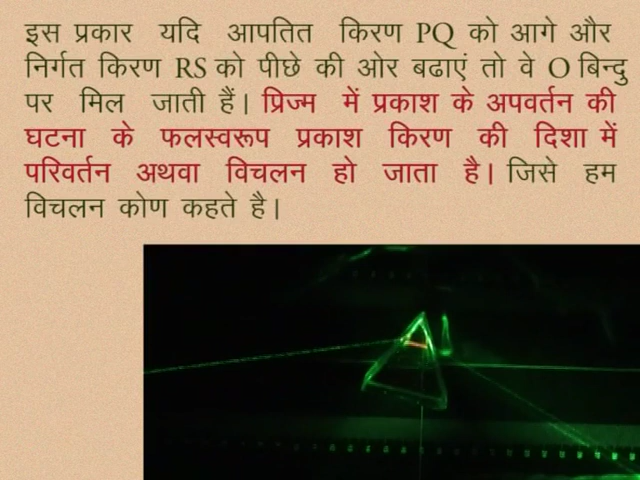 इस प्रकार यदि आपतित किरण PQ को आगे और
निर्गत किरण RS को पीछे की ओर बढाएं तो वे O बिन्दु
पर मिल जाती हैं। प्रिज्म में प्रकाश के अपवर्तन की
घटना के फलस्वरूप प्रकाश किरण की दिशा में
परिवर्तन अथवा विचलन हो जाता है। जिसे हम
विचलन कोण कहते है।